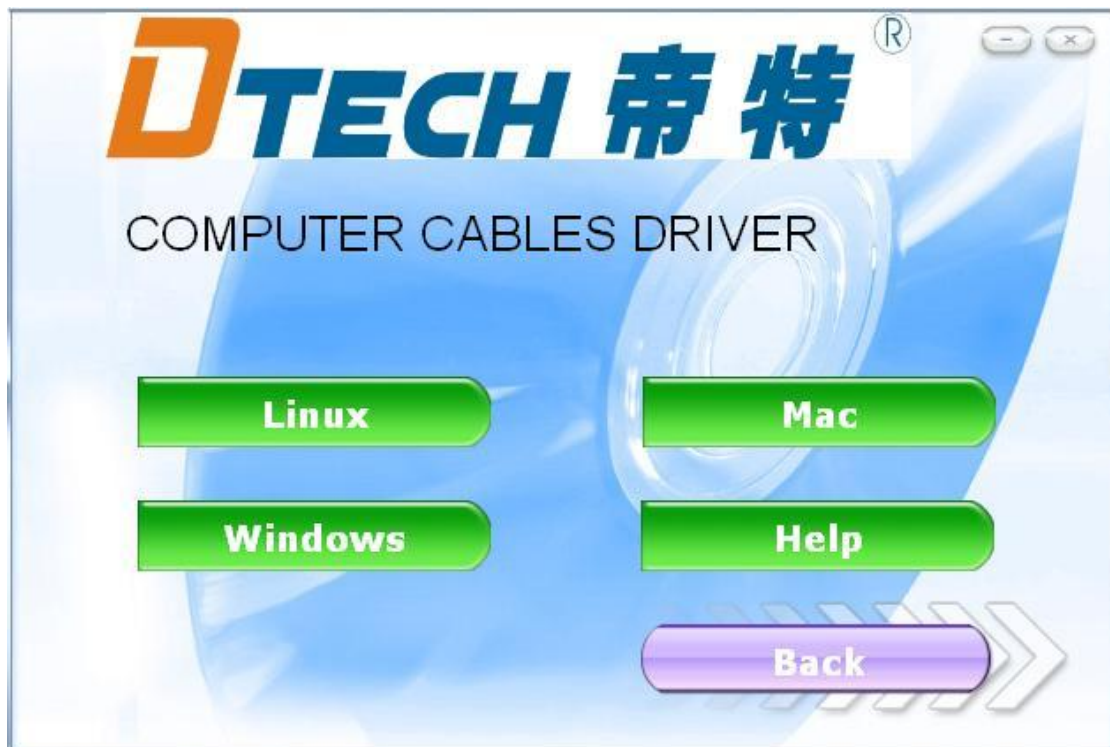 DTECH 帝特 ®
COMPUTER CABLES DRIVER
Linux
Mac
Windows
Help
Back